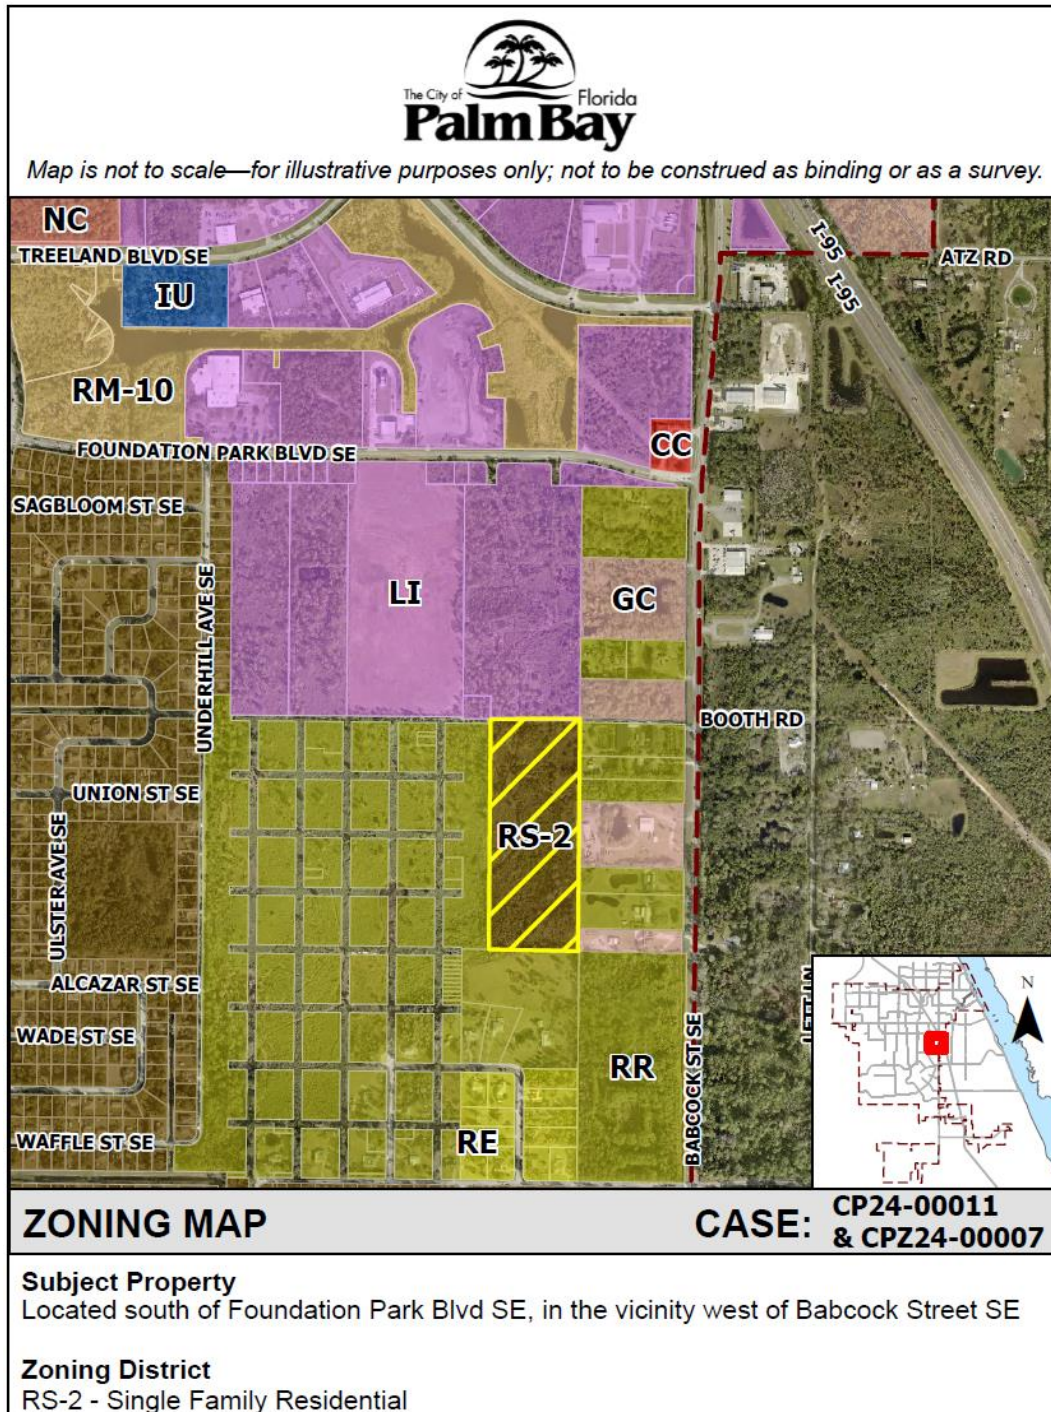 The City of Florida
Palm Bay
Map is not to scale—for illustrative purposes only; not to be construed as binding or as a survey.
NC
TREELAND BLVD SE
I-95
I-95
ATZ RD
IU
RM-10
CC
FOUNDATION PARK BLVD SE
SAGBLOOM ST SE
UNDERHILL AVE SE
LI
GC
BOOTH RD
UNION ST SE
ULSTER AVE SE
RS-2
ALCAZAR ST SE
WADE ST SE
RR
BABCOCK ST SE
N
RE
WAFFLE ST SE
ZONING MAP
CASE: CP24-00011
& CPZ24-00007
Subject Property
Located south of Foundation Park Blvd SE, in the vicinity west of Babcock Street SE
Zoning District
RS-2 - Single Family Residential